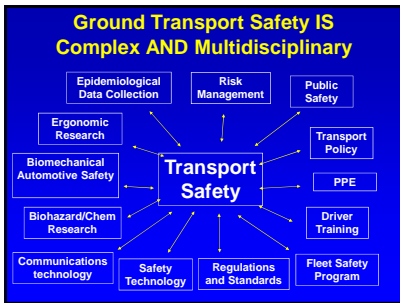 Ground Transport Safety IS
Complex AND Multidisciplinary
Epidemiological
Data Collection
Risk
Management
Public
Safety
Ergonomic
Research
Transport
Policy
Biomechanical
Automotive Safety
Transport
Safety
PPE
Biohazard/Chem
Research
Driver
Training
Communications
technology
Safety
Technology
Regulations
and Standards
Fleet Safety
Program